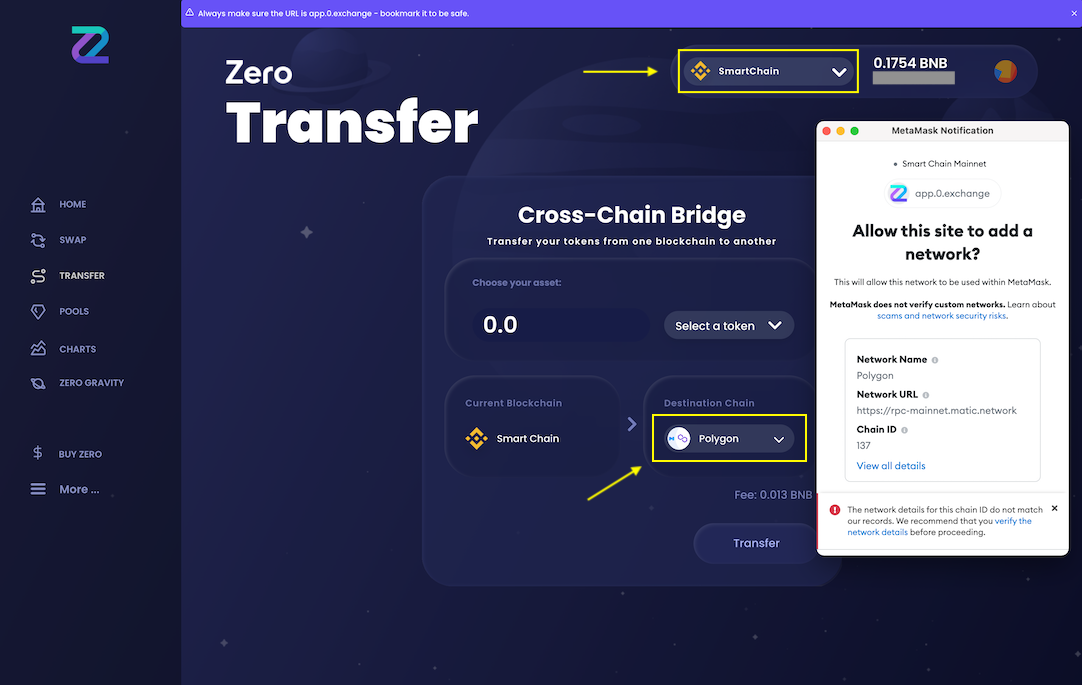 Always make sure the URL is app.0.exchange - bookmark it to be safe.
Zero
Transfer
SmartChain
0.1754 BNB
HOME
SWAP
TRANSFER
POOLS
CHARTS
ZERO GRAVITY
BUY ZERO
More ...
Cross-Chain Bridge
Transfer your tokens from one blockchain to another
Choose your asset:
0.0
Select a token
Current Blockchain
Smart Chain
Destination Chain
Polygon
Fee: 0.013 BNB
Transfer
MetaMask Notification
Smart Chain Mainnet
app.0.exchange
Allow this site to add a
network?
This will allow this network to be used within MetaMask.
MetaMask does not verify custom networks. Learn about
scams and network security risks.
Network Name
Polygon
Network URL
https://rpc-mainnet.matic.network
Chain ID
137
View all details
The network details for this chain ID do not match
our records. We recommend that you verify the
network details before proceeding.